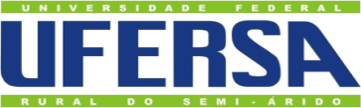 UNIVERSIDADE FEDERAL
UFERSA
RURAL DO SEMI-ÁRIDO